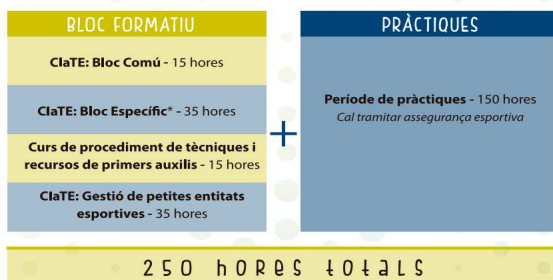 BLOC FORMATIU
CIaTE: Bloc Comú - 15 hores
CIaTE: Bloc Específic* - 35 hores
Curs de procediment de tècniques i
recursos de primers auxilis - 15 hores
CIaTE: Gestió de petites entitats
esportives - 35 hores
+
PRÀCTIQUES
Període de pràctiques - 150 hores
Cal tramitar assegurança esportiva
250 hores totals